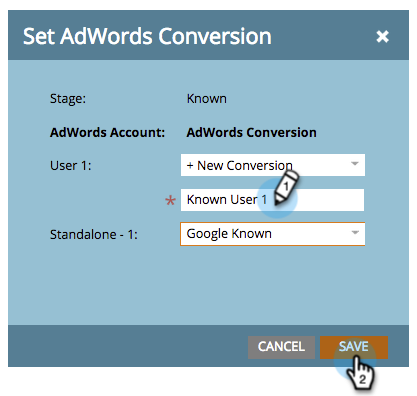 Set AdWords Conversion ×
Stage: Known
AdWords Account: AdWords Conversion
User 1: + New Conversion
* Known User 1
1
Standalone - 1: Google Known
CANCEL SAVE
2